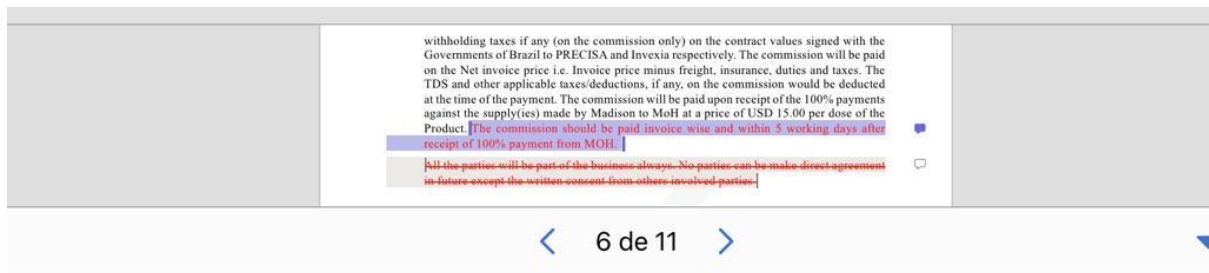 withholding taxes if any (on the commission only) on the contract values signed with the
Governments of Brazil to PRECISA and Invexia respectively. The commission will be paid
on the Net invoice price i.e. Invoice price minus freight, insurance, duties and taxes. The
TDS and other applicable taxes/deductions, if any, on the commission would be deducted
at the time of the payment. The commission will be paid upon receipt of the 100% payments
against the supply(ies) made by Madison to MoH at a price of USD 15.00 per dose of the
Product. The commission should be paid invoice wise and within 5 working days after
receipt of 100% payment from MOH.
All the parties will be part of the business always. No parties can be make direct agreement
in future except the written consent from others involved parties.
6 de 11